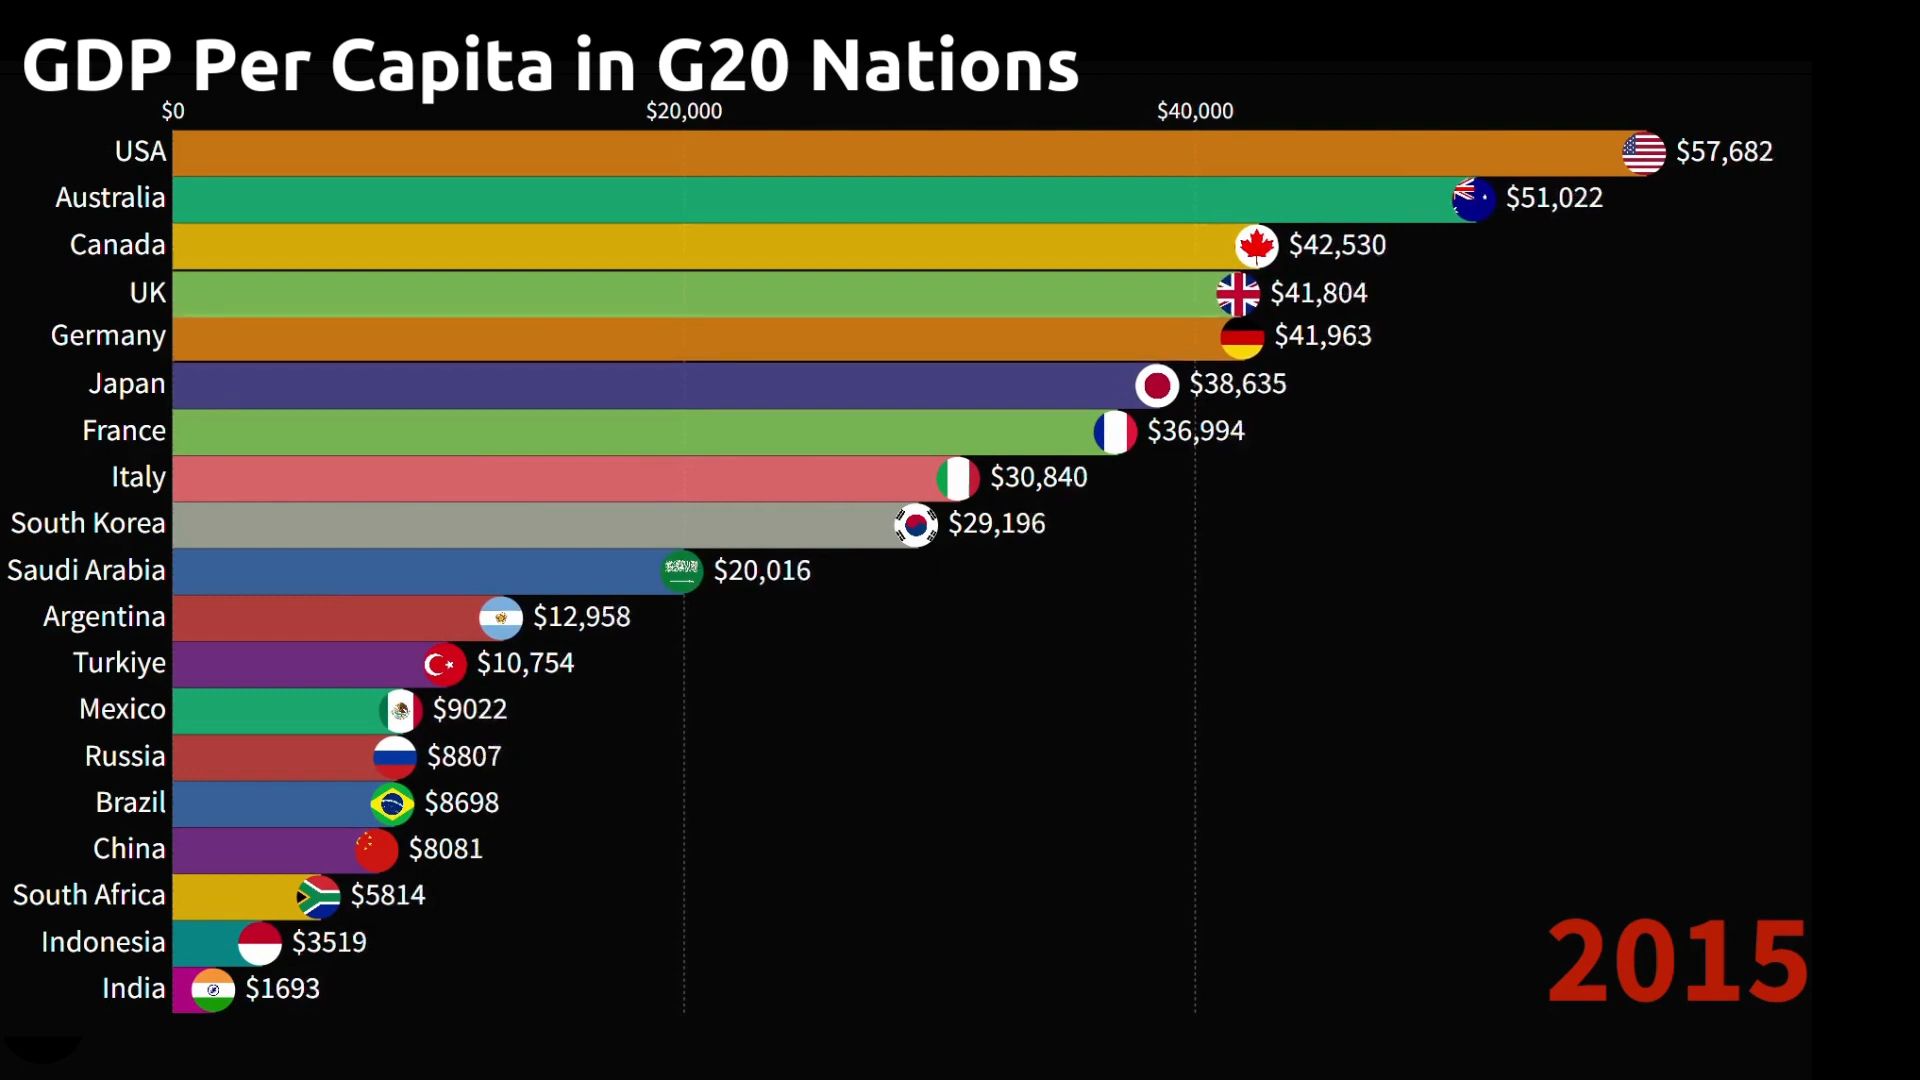 GDP Per Capita in G20 Nations
$0 $20,000 $40,000
USA $57,682
Australia $51,022
Canada $42,530
UK $41,804
Germany $41,963
Japan $38,635
France $36,994
Italy $30,840
South Korea $29,196
Saudi Arabia $20,016
Argentina $12,958
Turkiye $10,754
Mexico $9022
Russia $8807
Brazil $8698
China $8081
South Africa $5814
Indonesia $3519
India $1693
2015